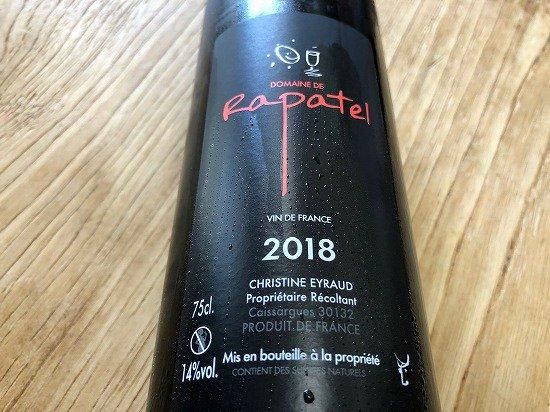 DOMAINE DE
Rapatel
VIN DE FRANCE
2018
CHRISTINE EYRAUD
Propriétaire Récoltant
Caissargues 30132
PRODUIT DE FRANCE
75cl.
14%vol.
Mis en bouteille à la propriété
CONTIENT DES SULFITES NATURELS